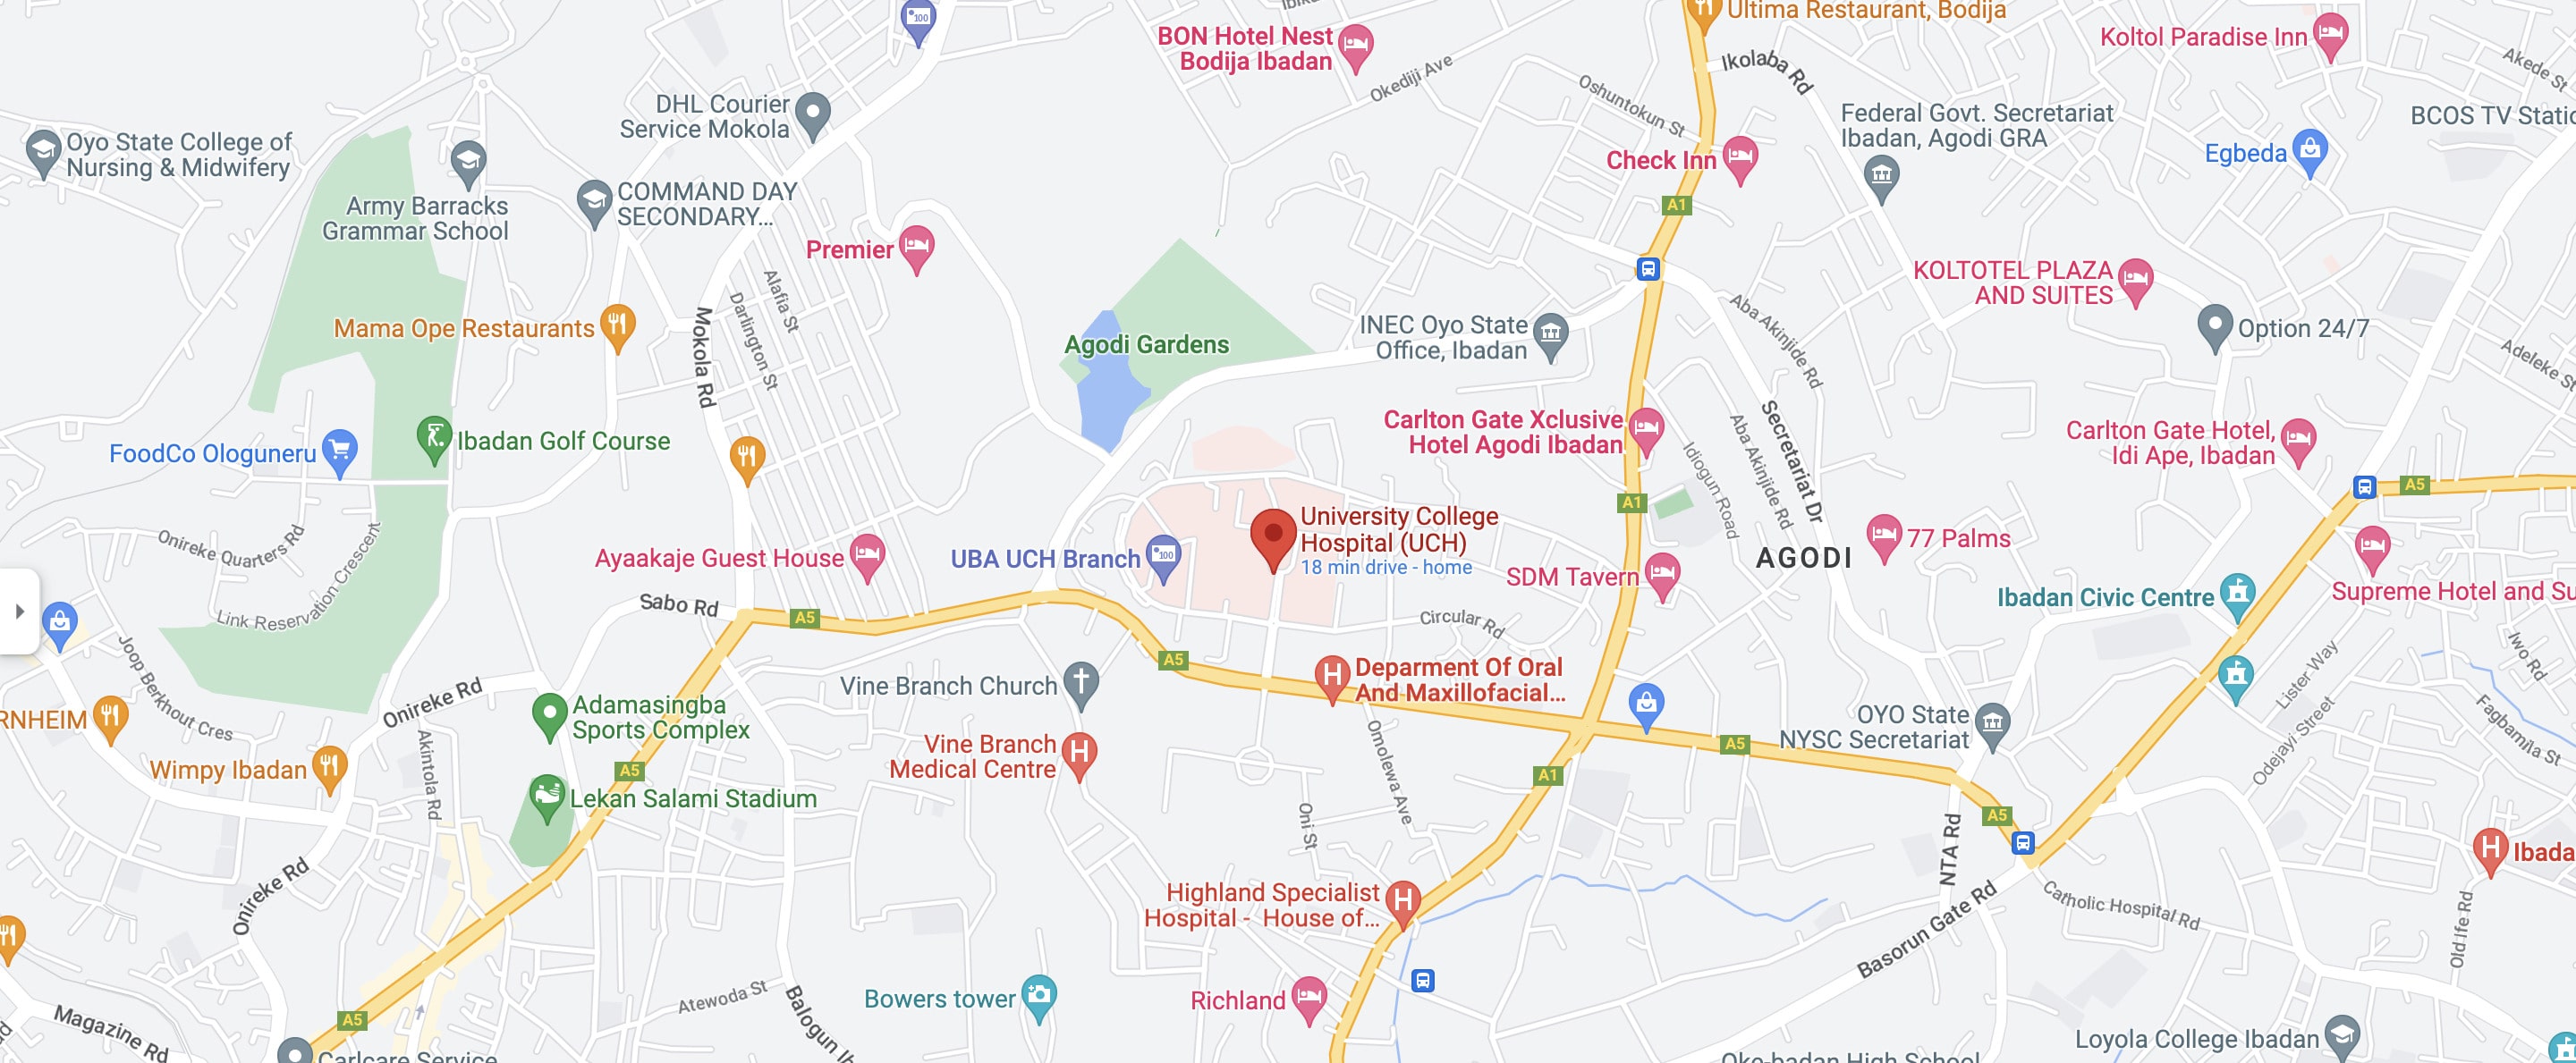 Ultima Restaurant, Bodija
BON Hotel Nest
Bodija Ibadan
Koltol Paradise Inn
Ikolaba Rd
Okediji Ave
Akede St
Oshuntokun St
100
DHL Courier
Service Mokola
Federal Govt. Secretariat
Ibadan, Agodi GRA
BCOS TV
Oyo State College of
Nursing & Midwifery
Check Inn
Egbeda
COMMAND DAY
SECONDARY...
Army Barracks
Grammar School
A1
Premier
KOLTOTEL PLAZA
AND SUITES
Alafia St
Darlington St
Mokola Rd
Mama Ope Restaurants
Agodi Gardens
INEC Oyo State
Office, Ibadan
Aba Akinjide Rd
Option 24/7
Adeleke St
Carlton Gate Xclusive
Hotel Agodi Ibadan
Secretariat Dr
Aba Akinjide Rd
Idiogun Road
Carlton Gate Hotel,
Idi Ape, Ibadan
FoodCo Ologuneru
Ibadan Golf Course
A1
A5
Onireke Quarters Rd
Link Reservation Crescent
University College
Hospital (UCH)
18 min drive - home
Ayaakaje Guest House
UBA UCH Branch
100
AGODI
77 Palms
SDM Tavern
Ibadan Civic Centre
Supreme Hotel and Su
Sabo Rd
A5
Circular Rd
Joop Berkhout Cres
A5
Vine Branch Church
Deparment Of Oral
And Maxillofacial...
Iwo Rd
Lister Way
Odejayi Street
Fagbamila St
Onireke Rd
RNHEIM
Adamasingba
Sports Complex
OYO State
NYSC Secretariat
Akintola Rd
Wimpy Ibadan
A5
Vine Branch
Medical Centre
Omolewa Ave
A5
A1
Lekan Salami Stadium
Oni St
A5
NTA Rd
Ibada
Onireke Rd
Highland Specialist
Hospital - House of...
Catholic Hospital Rd
Basorun Gate Rd
Old Ife Rd
Atewoda St
Bowers tower
Richland
Balogun
A5
Magazine Rd
Loyola College Ibadan
Carlcare Service
Oke-badan High School